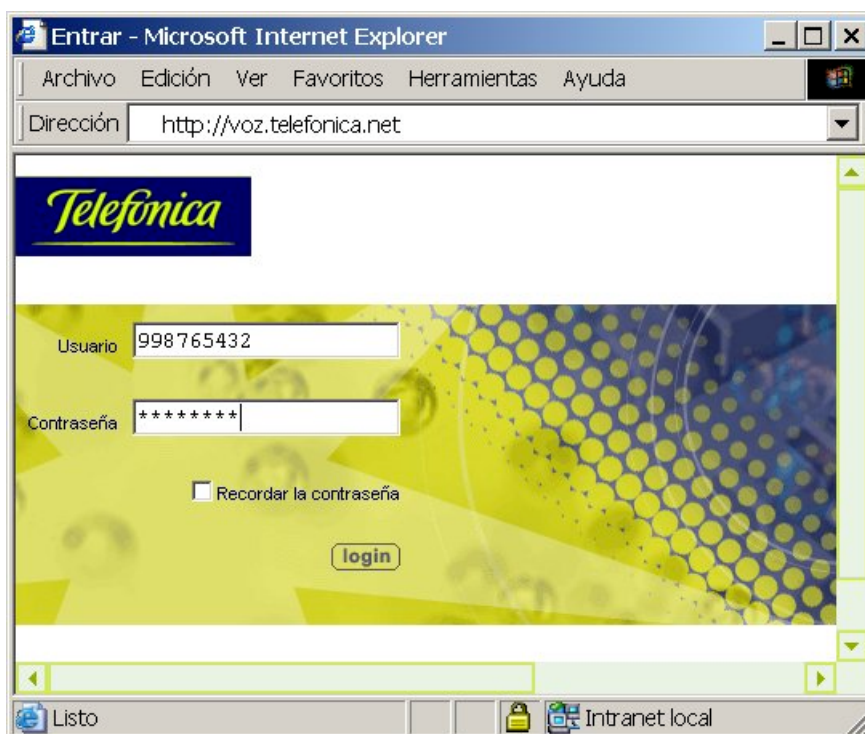 Entrar - Microsoft Internet Explorer
Archivo Edición Ver Favoritos Herramientas Ayuda
Dirección http://voz.telefonica.net
Telefónica
Usuario 998765432
Contraseña ********
Recordar la contraseña
login
Listo Intranet local